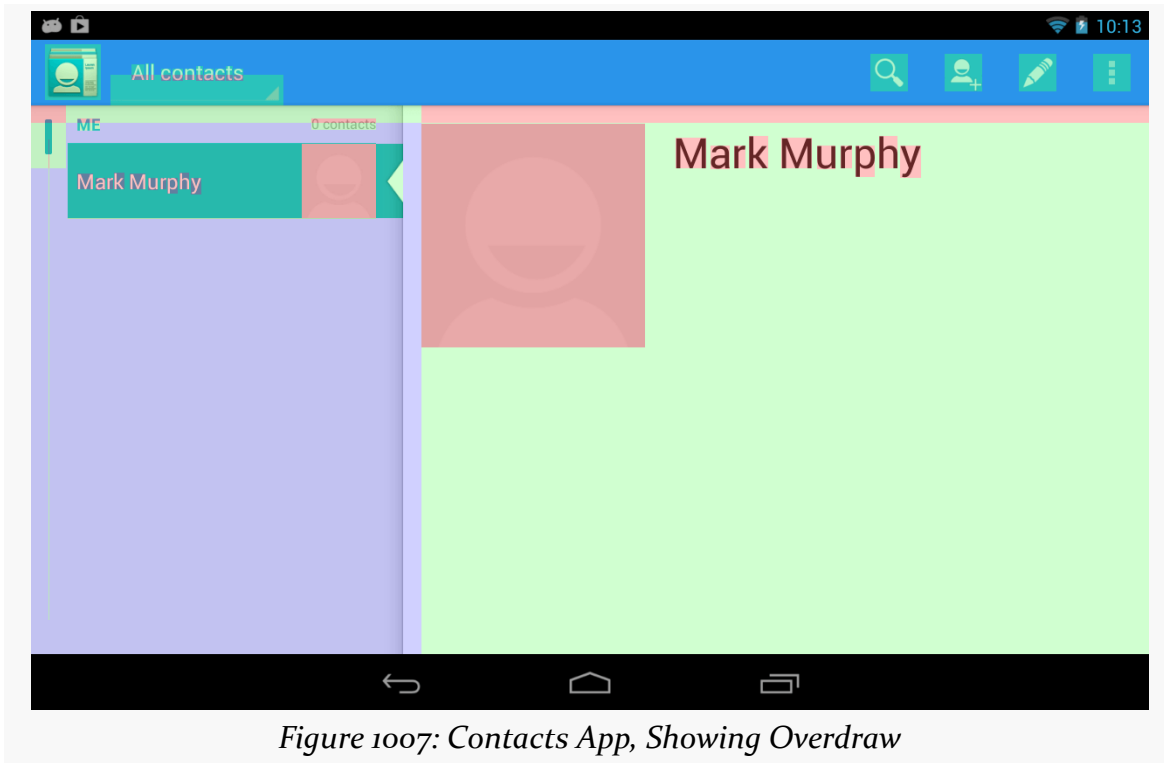 10:13
All contacts
ME 0 contacts
Mark Murphy
Mark Murphy
Figure 1007: Contacts App, Showing Overdraw